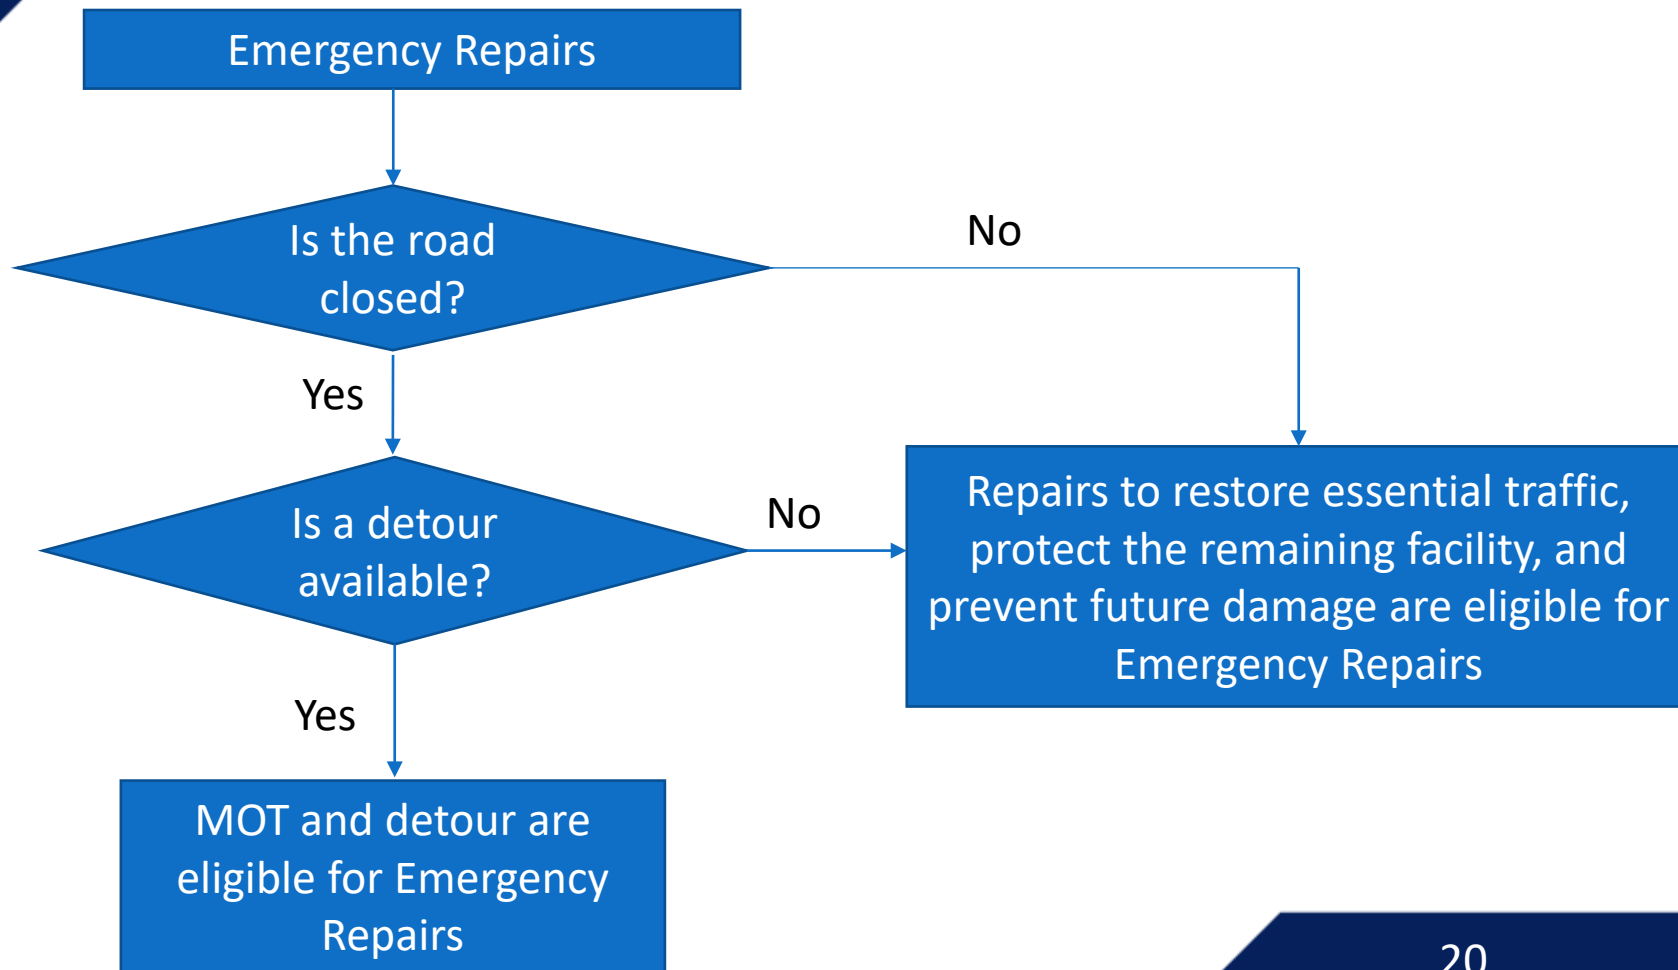 Emergency Repairs
Is the road
closed?
No
Yes
Is a detour
available?
No
Repairs to restore essential traffic,
protect the remaining facility, and
prevent future damage are eligible for
Emergency Repairs
Yes
MOT and detour are
eligible for Emergency
Repairs
20